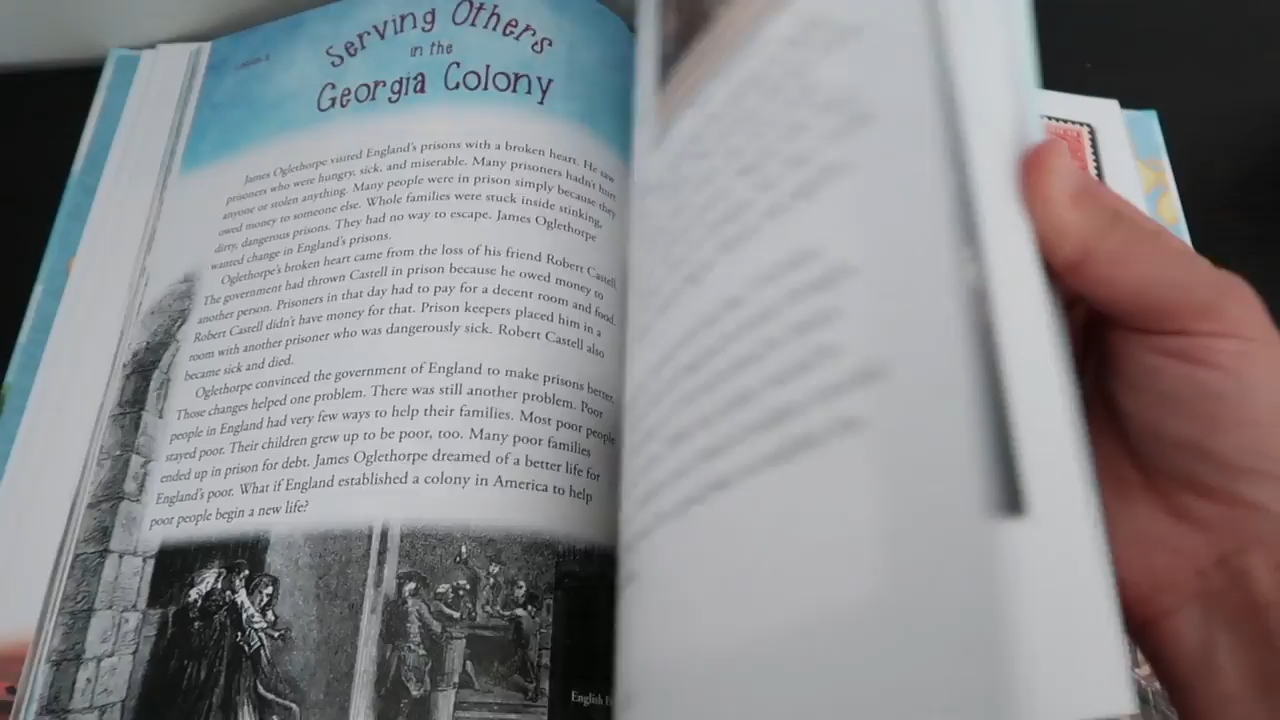 Serving Others
in the
Georgia Colony
James Oglethorpe visited England's prisons with a broken heart. He saw
prisoners who were hungry, sick, and miserable. Many prisoners hadn't hurt
anyone or stolen anything. Many people were in prison simply because they
owed money to someone else. Whole families were stuck inside stinking,
dirty, dangerous prisons. They had no way to escape. James Oglethorpe
wanted change in England's prisons.
Oglethorpe's broken heart came from the loss of his friend Robert Castell.
The government had thrown Castell in prison because he owed money to
another person. Prisoners in that day had to pay for a decent room and food.
Robert Castell didn't have money for that. Prison keepers placed him in a
room with another prisoner who was dangerously sick. Robert Castell also
became sick and died.
Oglethorpe convinced the government of England to make prisons better.
Those changes helped one problem. There was still another problem. Poor
people in England had very few ways to help their families. Most poor people
stayed poor. Their children grew up to be poor, too. Many poor families
ended up in prison for debt. James Oglethorpe dreamed of a better life for
England's poor. What if England established a colony in America to help
poor people begin a new life?
English